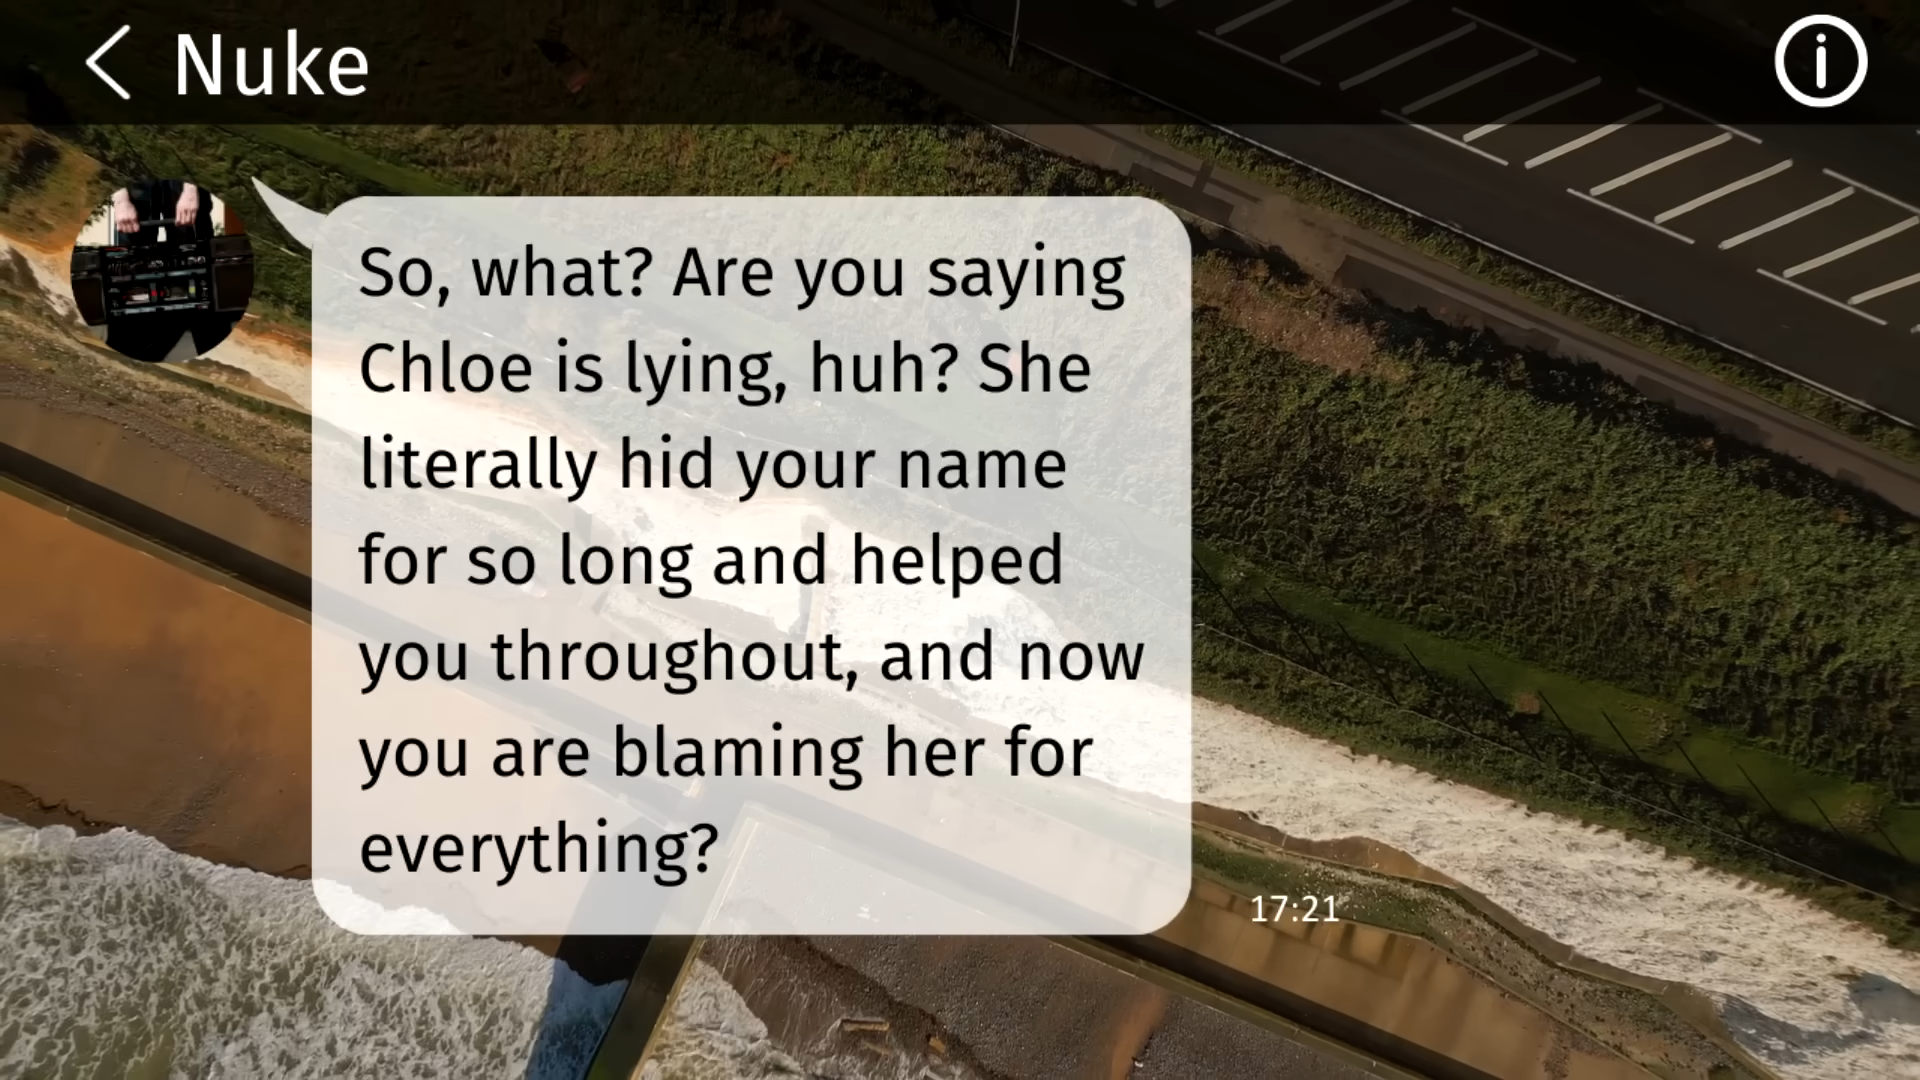 Nuke
So, what? Are you saying
Chloe is lying, huh? She
literally hid your name
for so long and helped
you throughout, and now
you are blaming her for
everything?
17:21